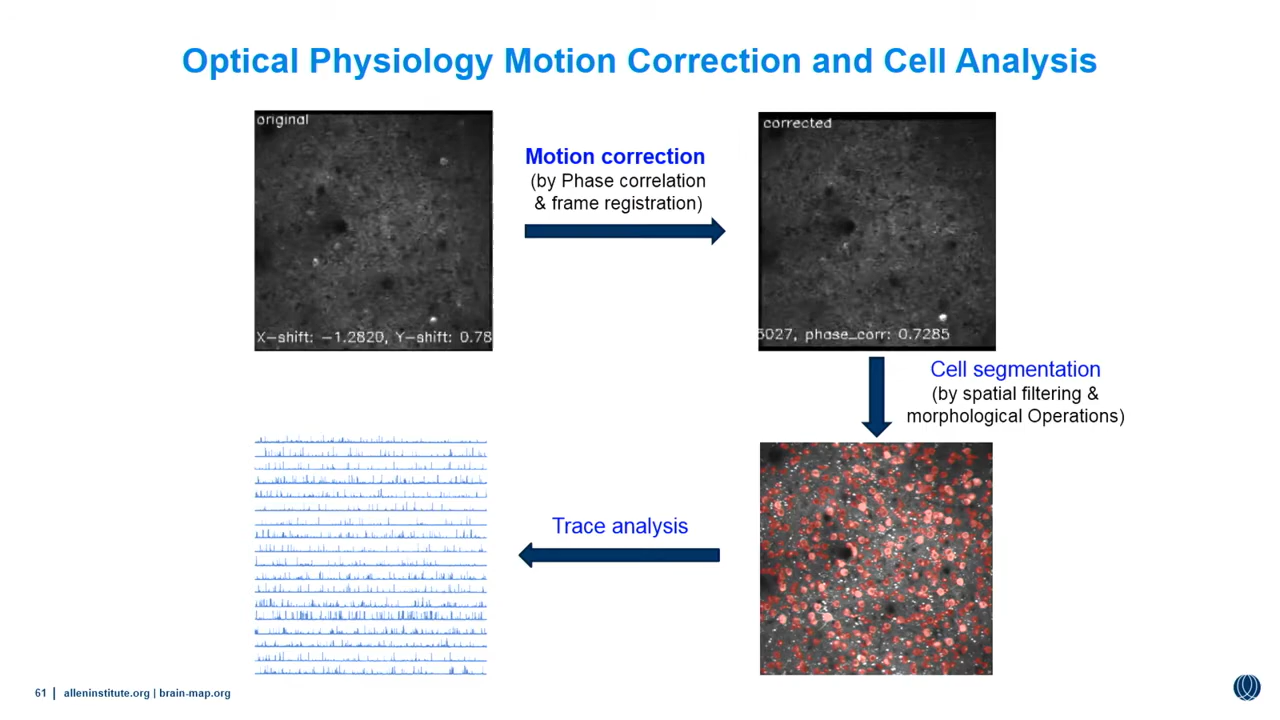 Optical Physiology Motion Correction and Cell Analysis
original
X-shift: -1.2820, Y-shift: 0.78
Motion correction
(by Phase correlation
& frame registration)
corrected
5027, phase_corr: 0.7285
Cell segmentation
(by spatial filtering &
morphological Operations)
Trace analysis
61 | alleninstitute.org | brain-map.org